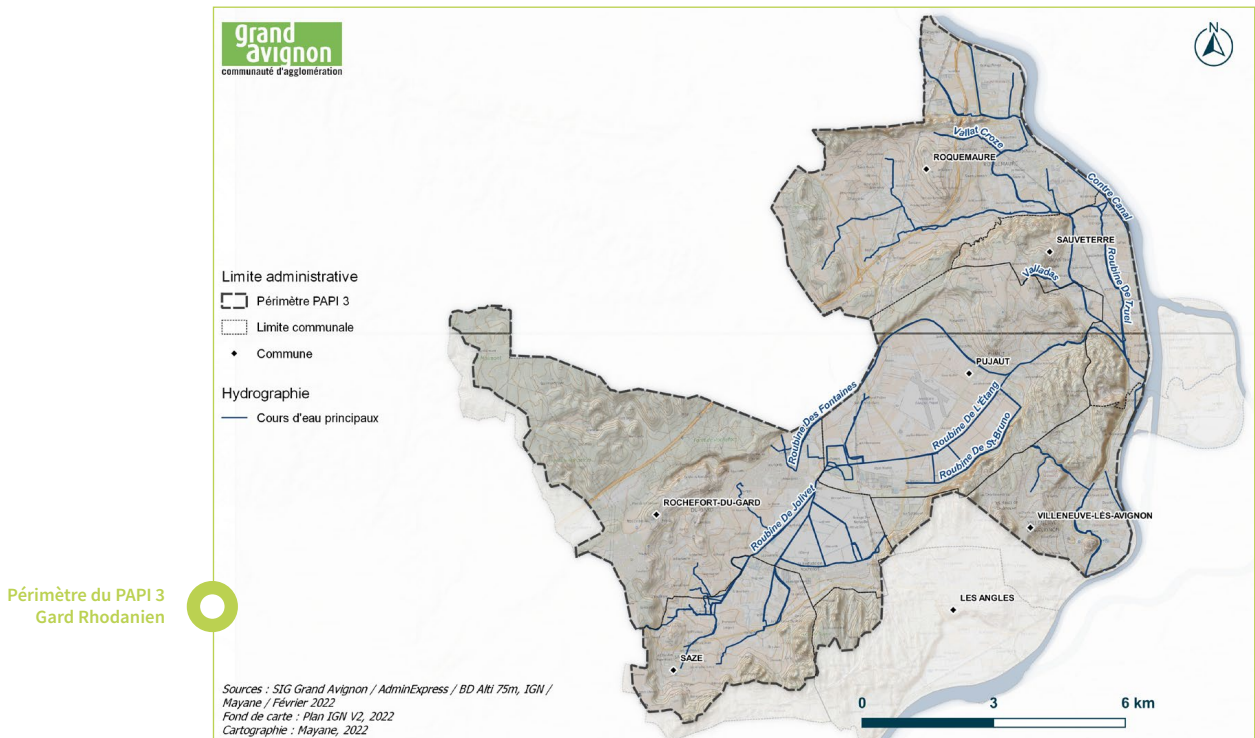 grand
avignon
communauté d'agglomération
N
Vallat Croze
ROQUEMAURE
Contre Canal
SAUVETERRE
Roubine De Truel
Valladas
Limite administrative
Périmètre PAPI 3
Limite communale
Commune
Hydrographie
Cours d'eau principaux
PUJAUT
Roubine Des Fontaines
Roubine De L'Étang
Roubine De St-Bruno
ROCHEFORT-DU-GARD
Roubine De Jolivet
VILLENEUVE-LÈS-AVIGNON
LES ANGLES
SAZE
Périmètre du PAPI 3
Gard Rhodanien
Sources : SIG Grand Avignon / AdminExpress / BD Alti 75m, IGN /
Mayane / Février 2022
Fond de carte : Plan IGN V2, 2022
Cartographie : Mayane, 2022
0 3 6 km